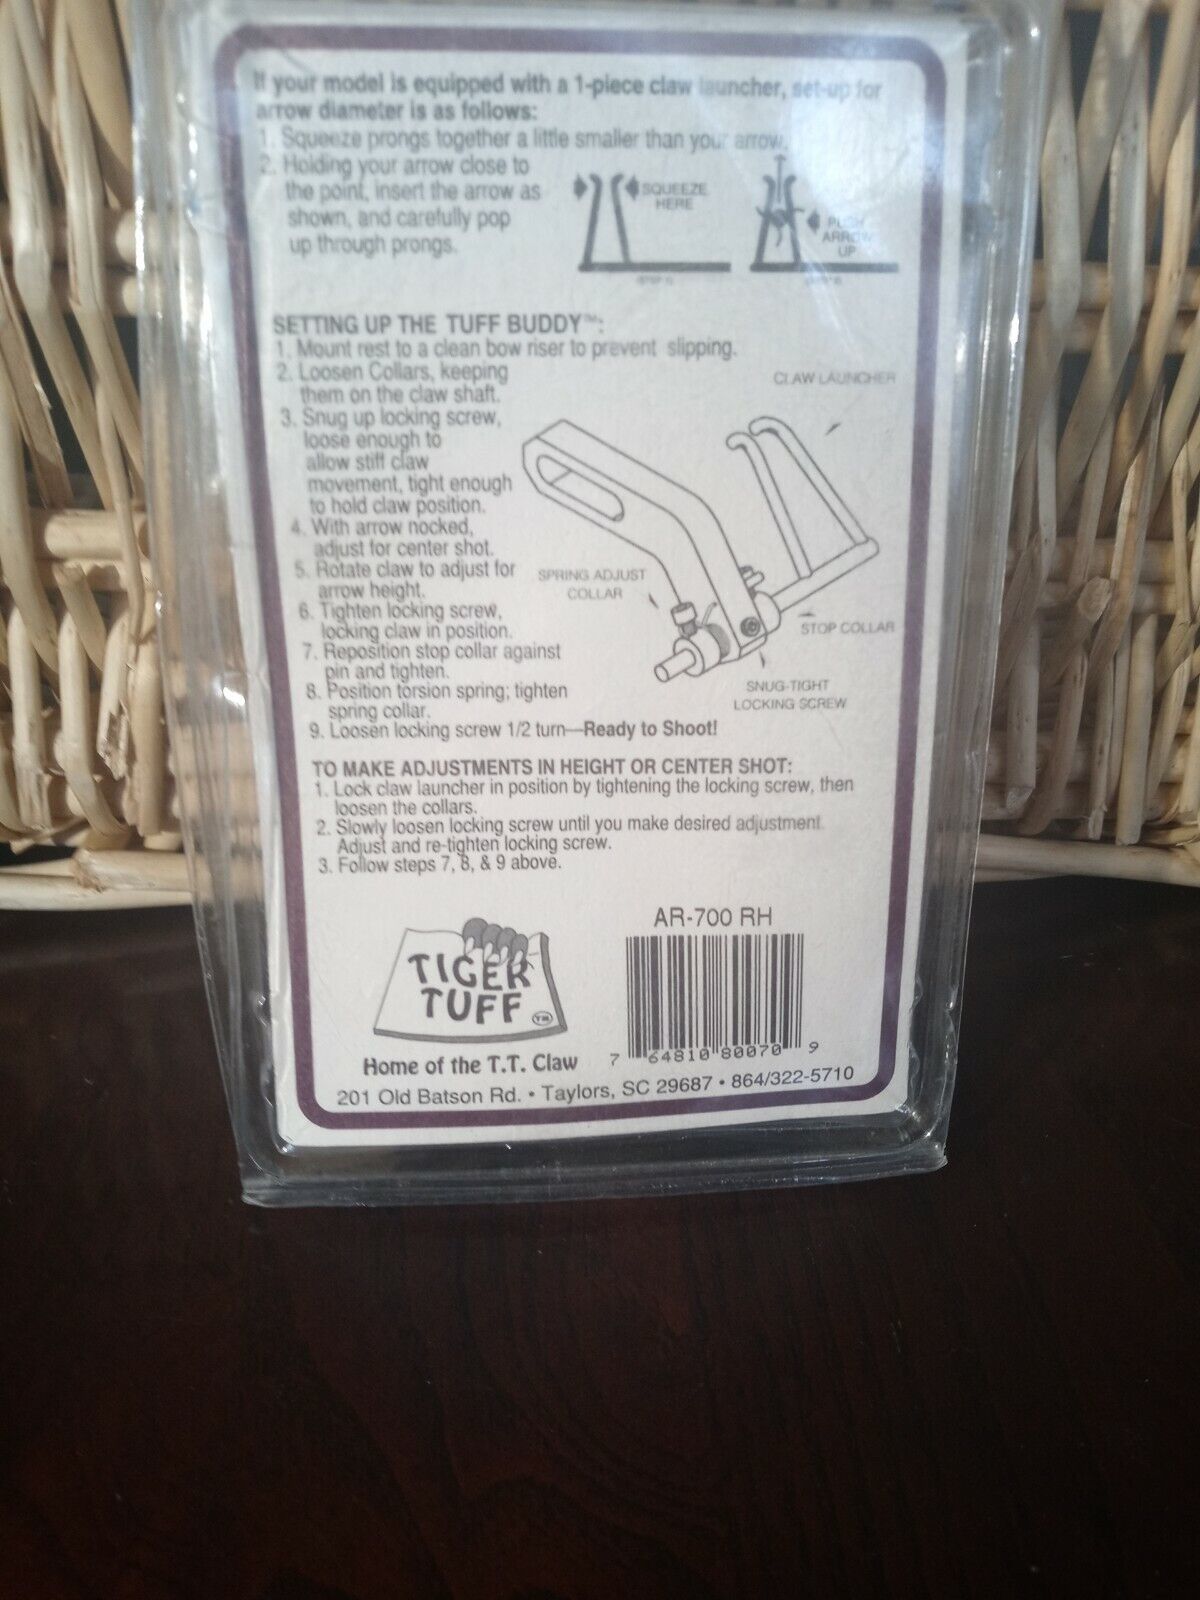 If your model is equipped with a 1-piece claw launcher, set-up for
arrow diameter is as follows:
1. Squeeze prongs together a little smaller than your arrow.
2. Holding your arrow close to
the point, insert the arrow as
shown, and carefully pop
up through prongs.
SQUEEZE
HERE
PUSH
ARROW
UP
SETTING UP THE TUFF BUDDY™:
1. Mount rest to a clean bow riser to prevent slipping.
2. Loosen Collars, keeping
them on the claw shaft.
3. Snug up locking screw,
loose enough to
allow stiff claw
movement, tight enough
to hold claw position.
4. With arrow nocked,
adjust for center shot.
5. Rotate claw to adjust for
arrow height.
6. Tighten locking screw,
locking claw in position.
7. Reposition stop collar against
pin and tighten.
8. Position torsion spring; tighten
spring collar.
9. Loosen locking screw 1/2 turn—Ready to Shoot!
CLAW LAUNCHER
SPRING ADJUST
COLLAR
STOP COLLAR
SNUG-TIGHT
LOCKING SCREW
TO MAKE ADJUSTMENTS IN HEIGHT OR CENTER SHOT:
1. Lock claw launcher in position by tightening the locking screw, then
loosen the collars.
2. Slowly loosen locking screw until you make desired adjustment.
Adjust and re-tighten locking screw.
3. Follow steps 7, 8, & 9 above.
TIGER
TUFF TM
Home of the T.T. Claw
AR-700 RH
7 64810 80070 9
201 Old Batson Rd. • Taylors, SC 29687 • 864/322-5710